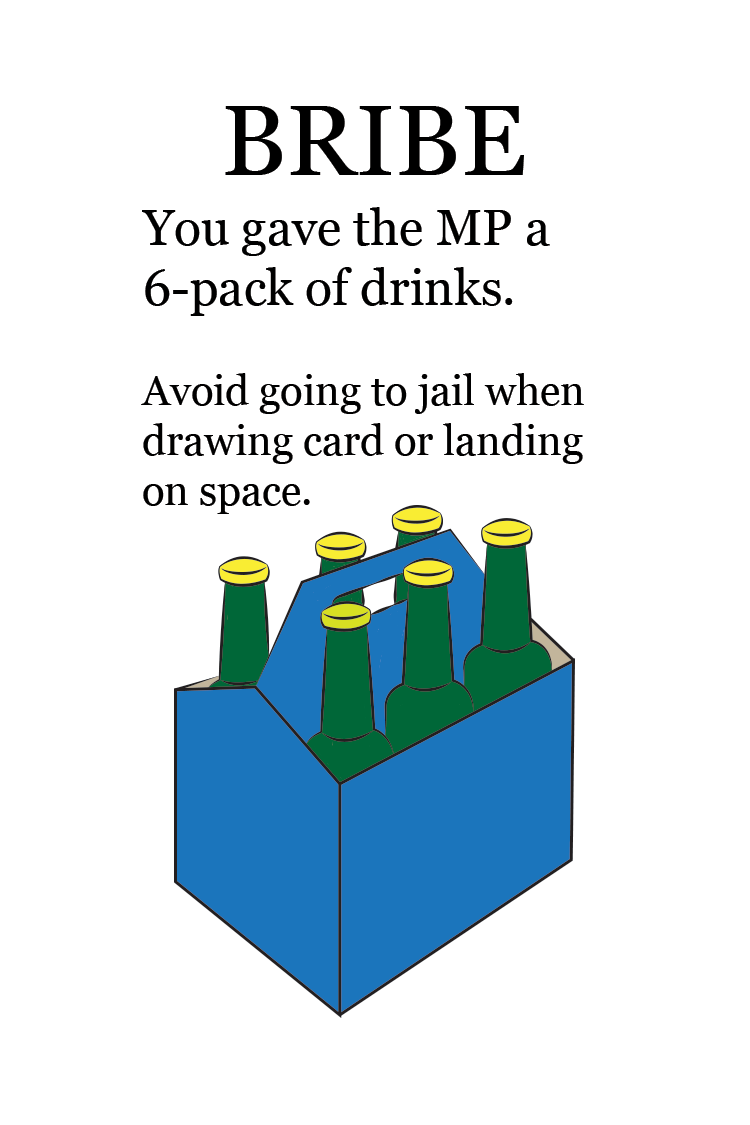 BRIBE
You gave the MP a
6-pack of drinks.
Avoid going to jail when
drawing card or landing
on space.